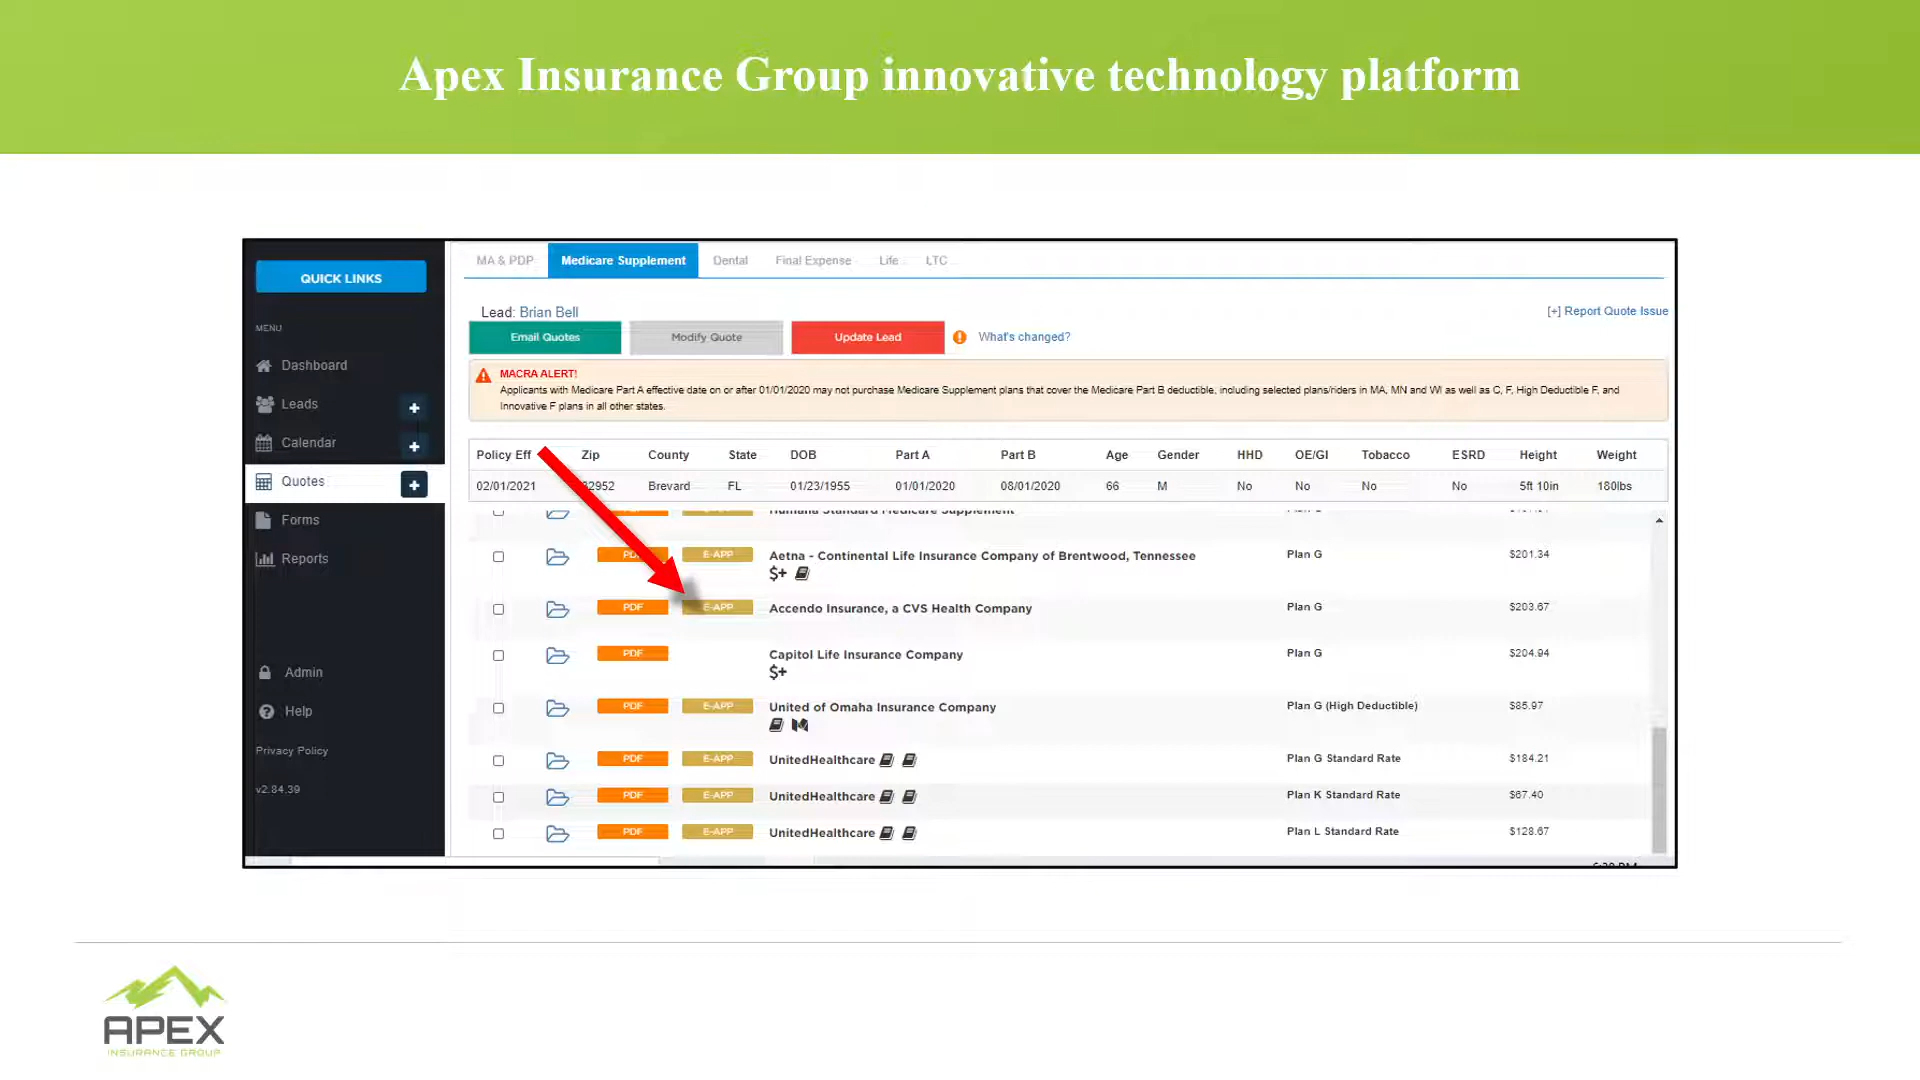 Apex Insurance Group innovative technology platform
QUICK LINKS
MENU
Dashboard
Leads
Calendar
Quotes
Forms
Reports
Admin
Help
Privacy Policy
v2.84.39
MA & PDP Medicare Supplement Dental Final Expense Life LTC
Lead: Brian Bell
[+] Report Quote Issue
Email Quotes Modify Quote Update Lead What's changed?
MACRA ALERT!
Applicants with Medicare Part A effective date on or after 01/01/2020 may not purchase Medicare Supplement plans that cover the Medicare Part B deductible, including selected plans/riders in MA, MN and WI as well as C, F, High Deductible F, and
Innovative F plans in all other states.
Policy Eff Zip County State DOB Part A Part B Age Gender HHD OE/GI Tobacco ESRD Height Weight
02/01/2021 32952 Brevard FL 01/23/1955 01/01/2020 08/01/2020 66 M No No No No 5ft 10in 180lbs
Humana Standard Medicare Supplement
PDF E-APP Aetna - Continental Life Insurance Company of Brentwood, Tennessee Plan G $201.34
$+
PDF E-APP Accendo Insurance, a CVS Health Company Plan G $203.67
PDF Capitol Life Insurance Company Plan G $204.94
$+
PDF E-APP United of Omaha Insurance Company Plan G (High Deductible) $85.97
PDF E-APP UnitedHealthcare Plan G Standard Rate $184.21
PDF E-APP UnitedHealthcare Plan K Standard Rate $67.40
PDF E-APP UnitedHealthcare Plan L Standard Rate $128.67
APEX
INSURANCE GROUP